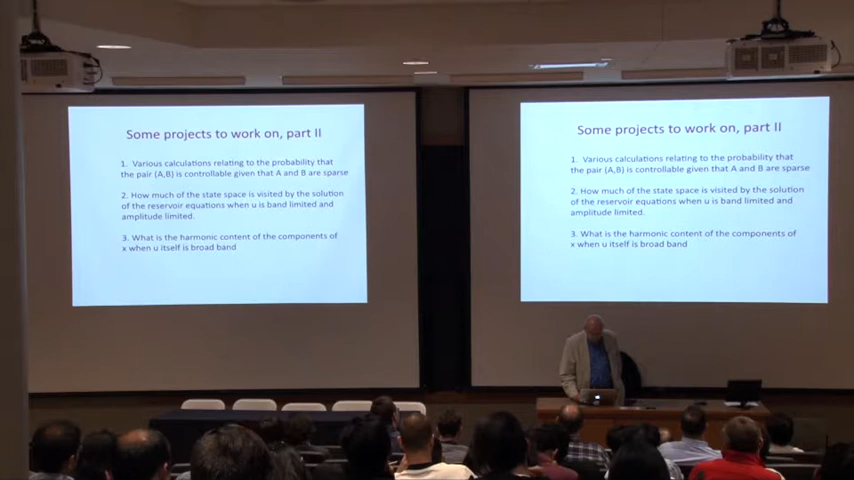 Some projects to work on, part II
1. Various calculations relating to the probability that
the pair (A,B) is controllable given that A and B are sparse
2. How much of the state space is visited by the solution
of the reservoir equations when u is band limited and
amplitude limited.
3. What is the harmonic content of the components of
x when u itself is broad band
Some projects to work on, part II
1. Various calculations relating to the probability that
the pair (A,B) is controllable given that A and B are sparse
2. How much of the state space is visited by the solution
of the reservoir equations when u is band limited and
amplitude limited.
3. What is the harmonic content of the components of
x when u itself is broad band